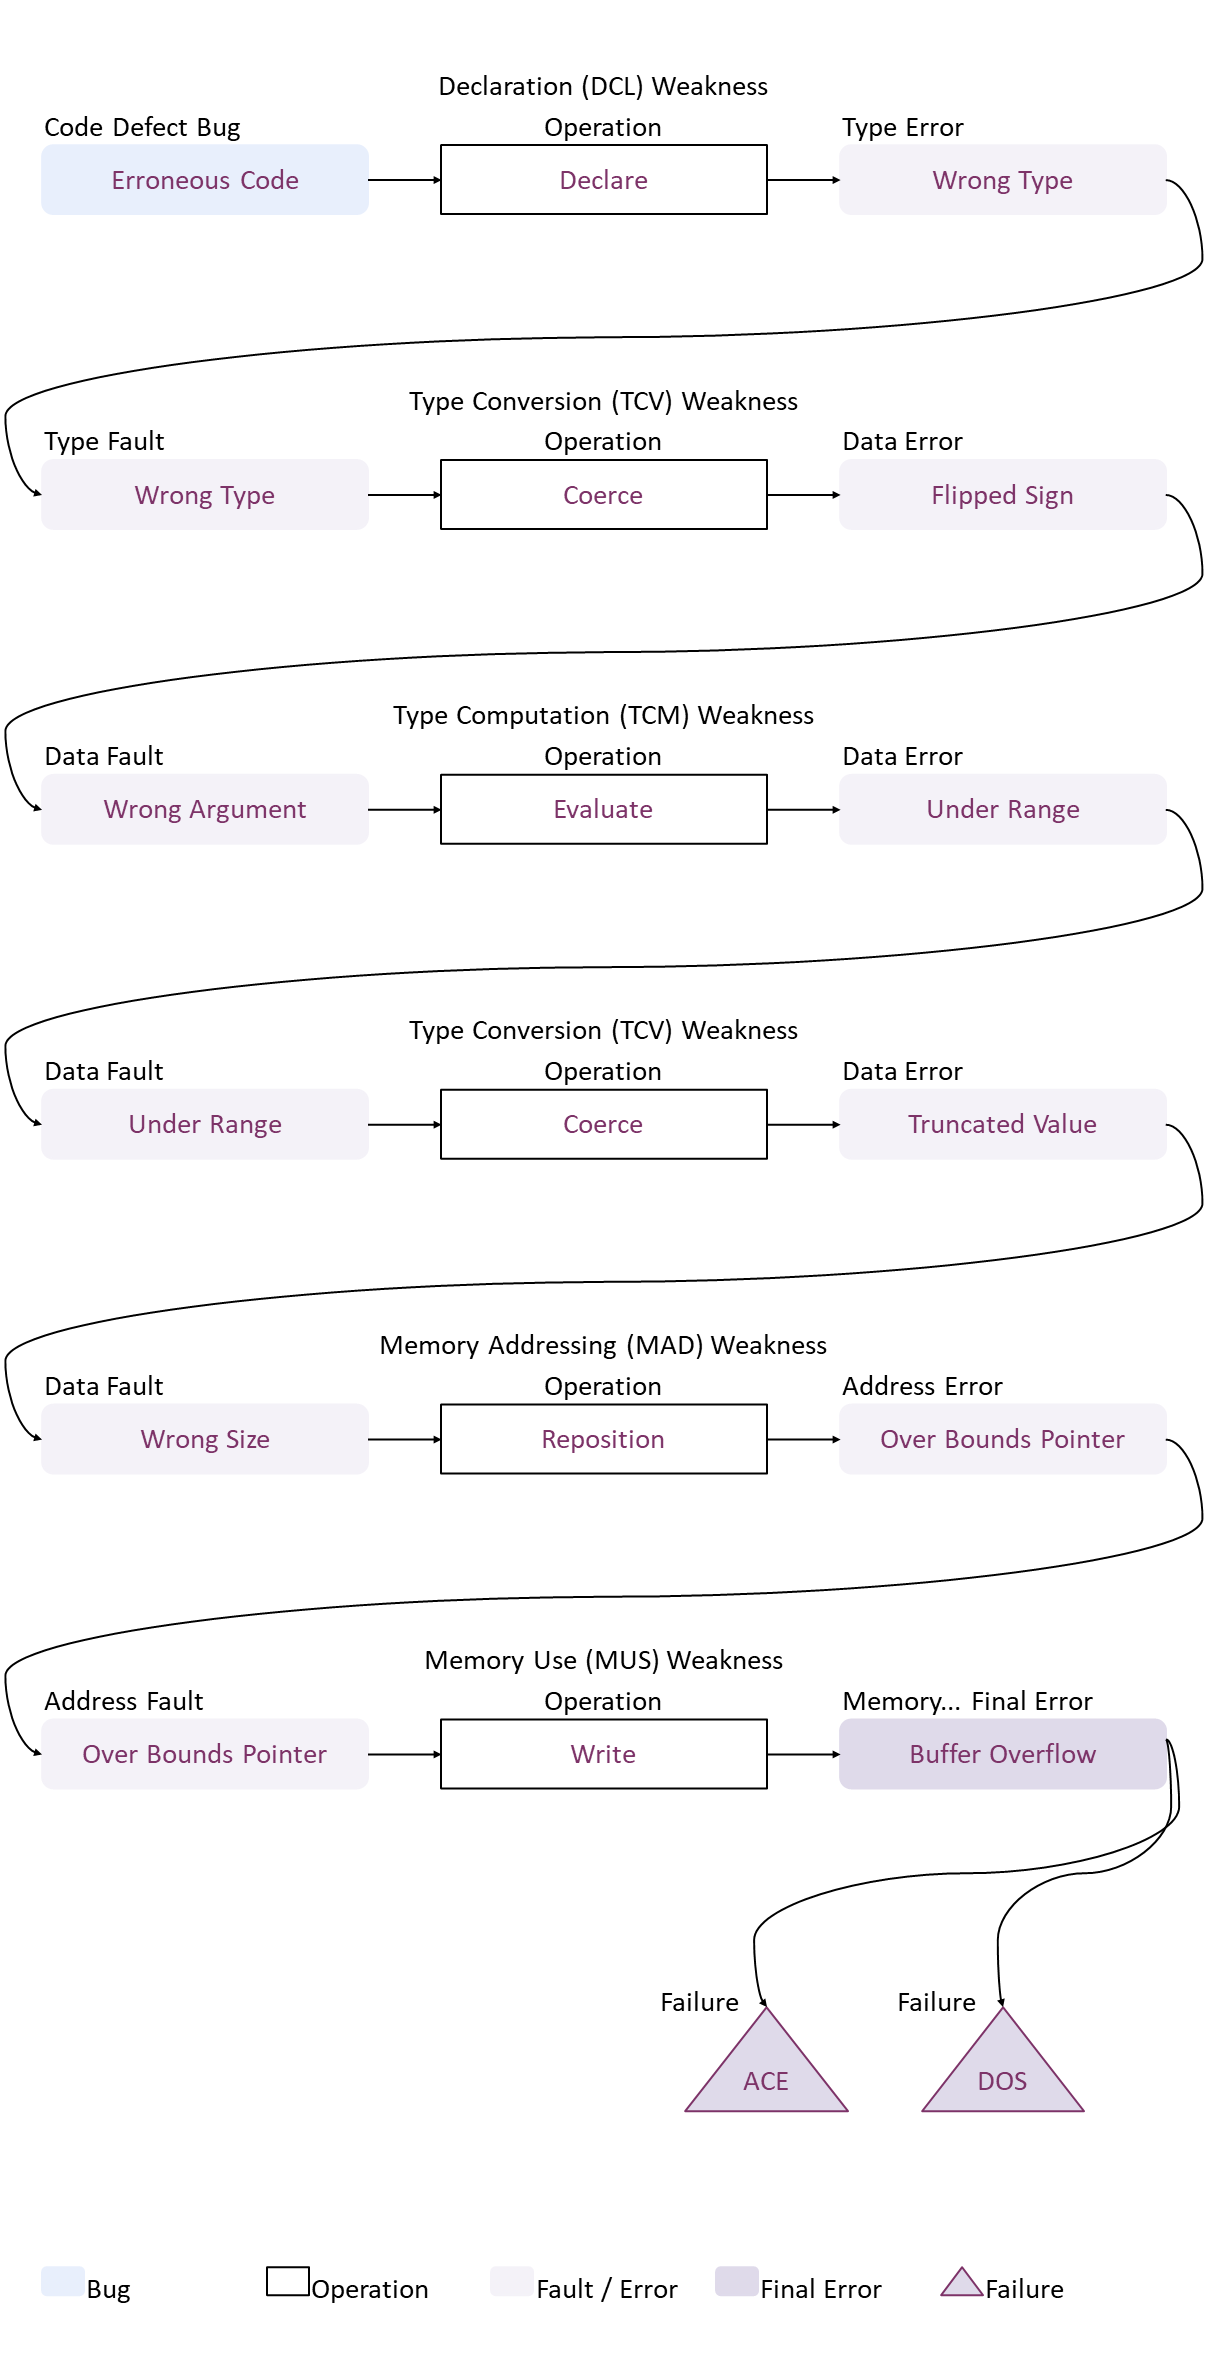 Declaration (DCL) Weakness
Code Defect Bug
Operation
Type Error
Erroneous Code
Declare
Wrong Type
Type Conversion (TCV) Weakness
Type Fault
Operation
Data Error
Wrong Type
Coerce
Flipped Sign
Type Computation (TCM) Weakness
Data Fault
Operation
Data Error
Wrong Argument
Evaluate
Under Range
Type Conversion (TCV) Weakness
Data Fault
Operation
Data Error
Under Range
Coerce
Truncated Value
Memory Addressing (MAD) Weakness
Data Fault
Operation
Address Error
Wrong Size
Reposition
Over Bounds Pointer
Memory Use (MUS) Weakness
Address Fault
Operation
Memory... Final Error
Over Bounds Pointer
Write
Buffer Overflow
Failure
Failure
ACE
DOS
Bug
Operation
Fault / Error
Final Error
Failure